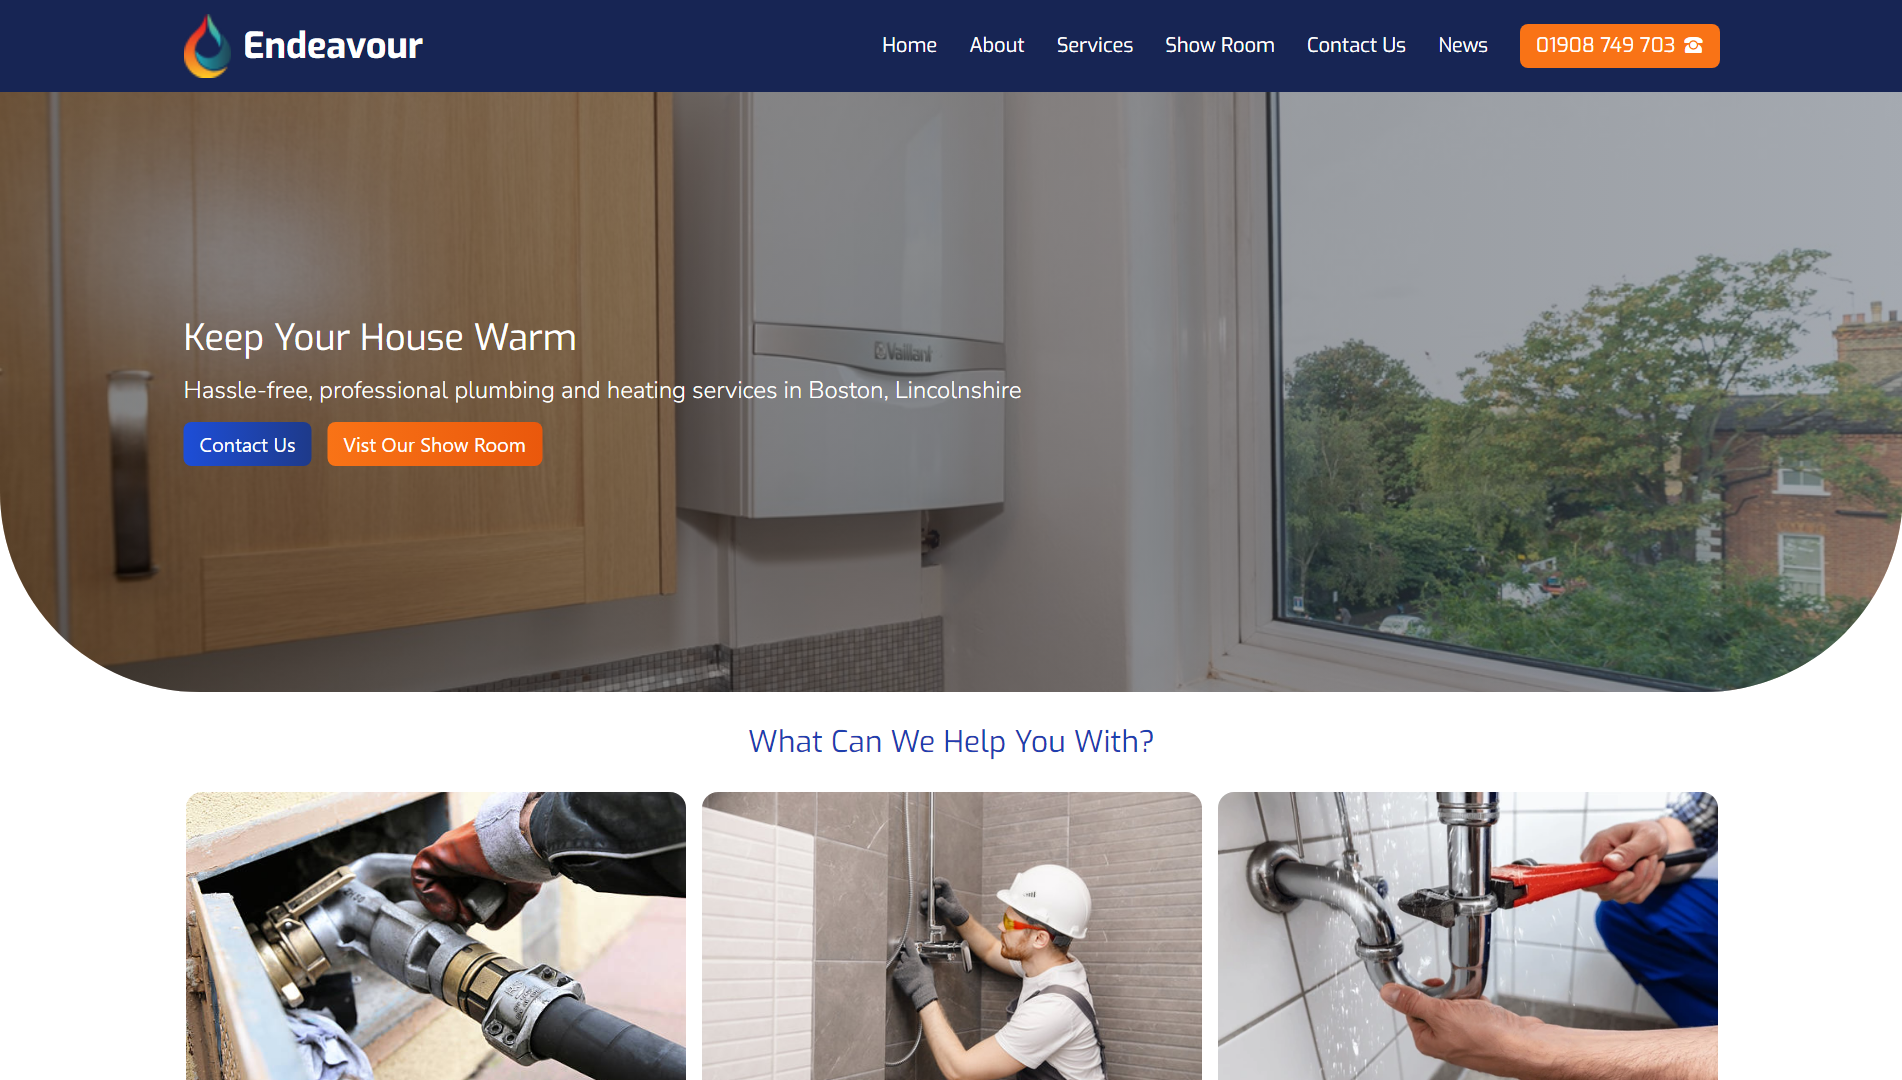 Endeavour
Home About Services Show Room Contact Us News 01908 749 703
Vaillant
Keep Your House Warm
Hassle-free, professional plumbing and heating services in Boston, Lincolnshire
Contact Us Vist Our Show Room
What Can We Help You With?